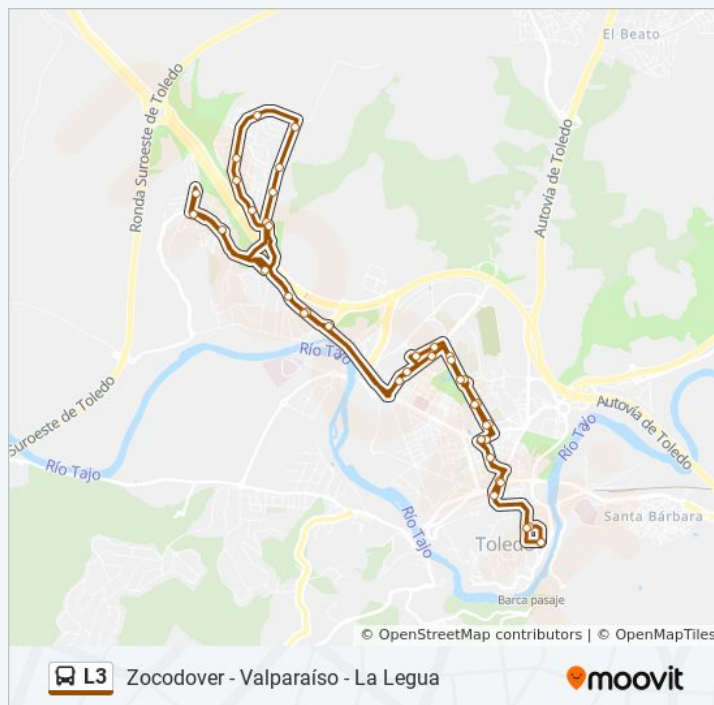 El Beato
Ronda Suroeste de Toledo
Autovía de Toledo
Río Tajo
Suroeste de Toledo
Autovía de Toledo
Río Tajo
Río Tajo
Río Tajo
Santa Bárbara
Toledo
Barca pasaje
© OpenStreetMap contributors | © OpenMapTiles
L3 Zocodover - Valparaíso - La Legua
moovit